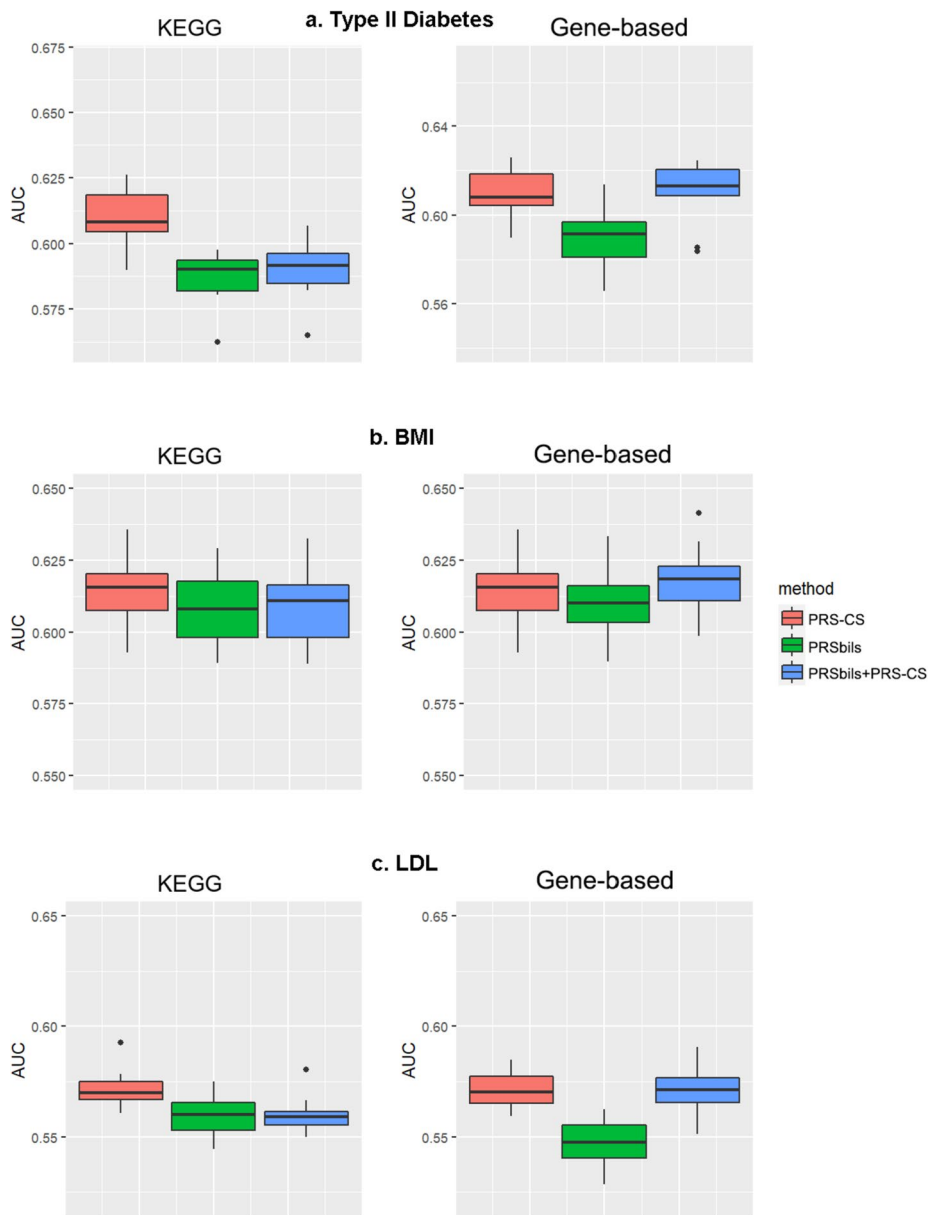 a. Type II Diabetes
KEGG
Gene-based
AUC
0.675
0.650
0.625
0.600
0.575
AUC
0.64
0.60
0.56
b. BMI
KEGG
Gene-based
AUC
0.650
0.625
0.600
0.575
0.550
AUC
0.650
0.625
0.600
0.575
0.550
method
PRS-CS
PRSbils
PRSbils+PRS-CS
c. LDL
KEGG
Gene-based
AUC
0.65
0.60
0.55
AUC
0.65
0.60
0.55